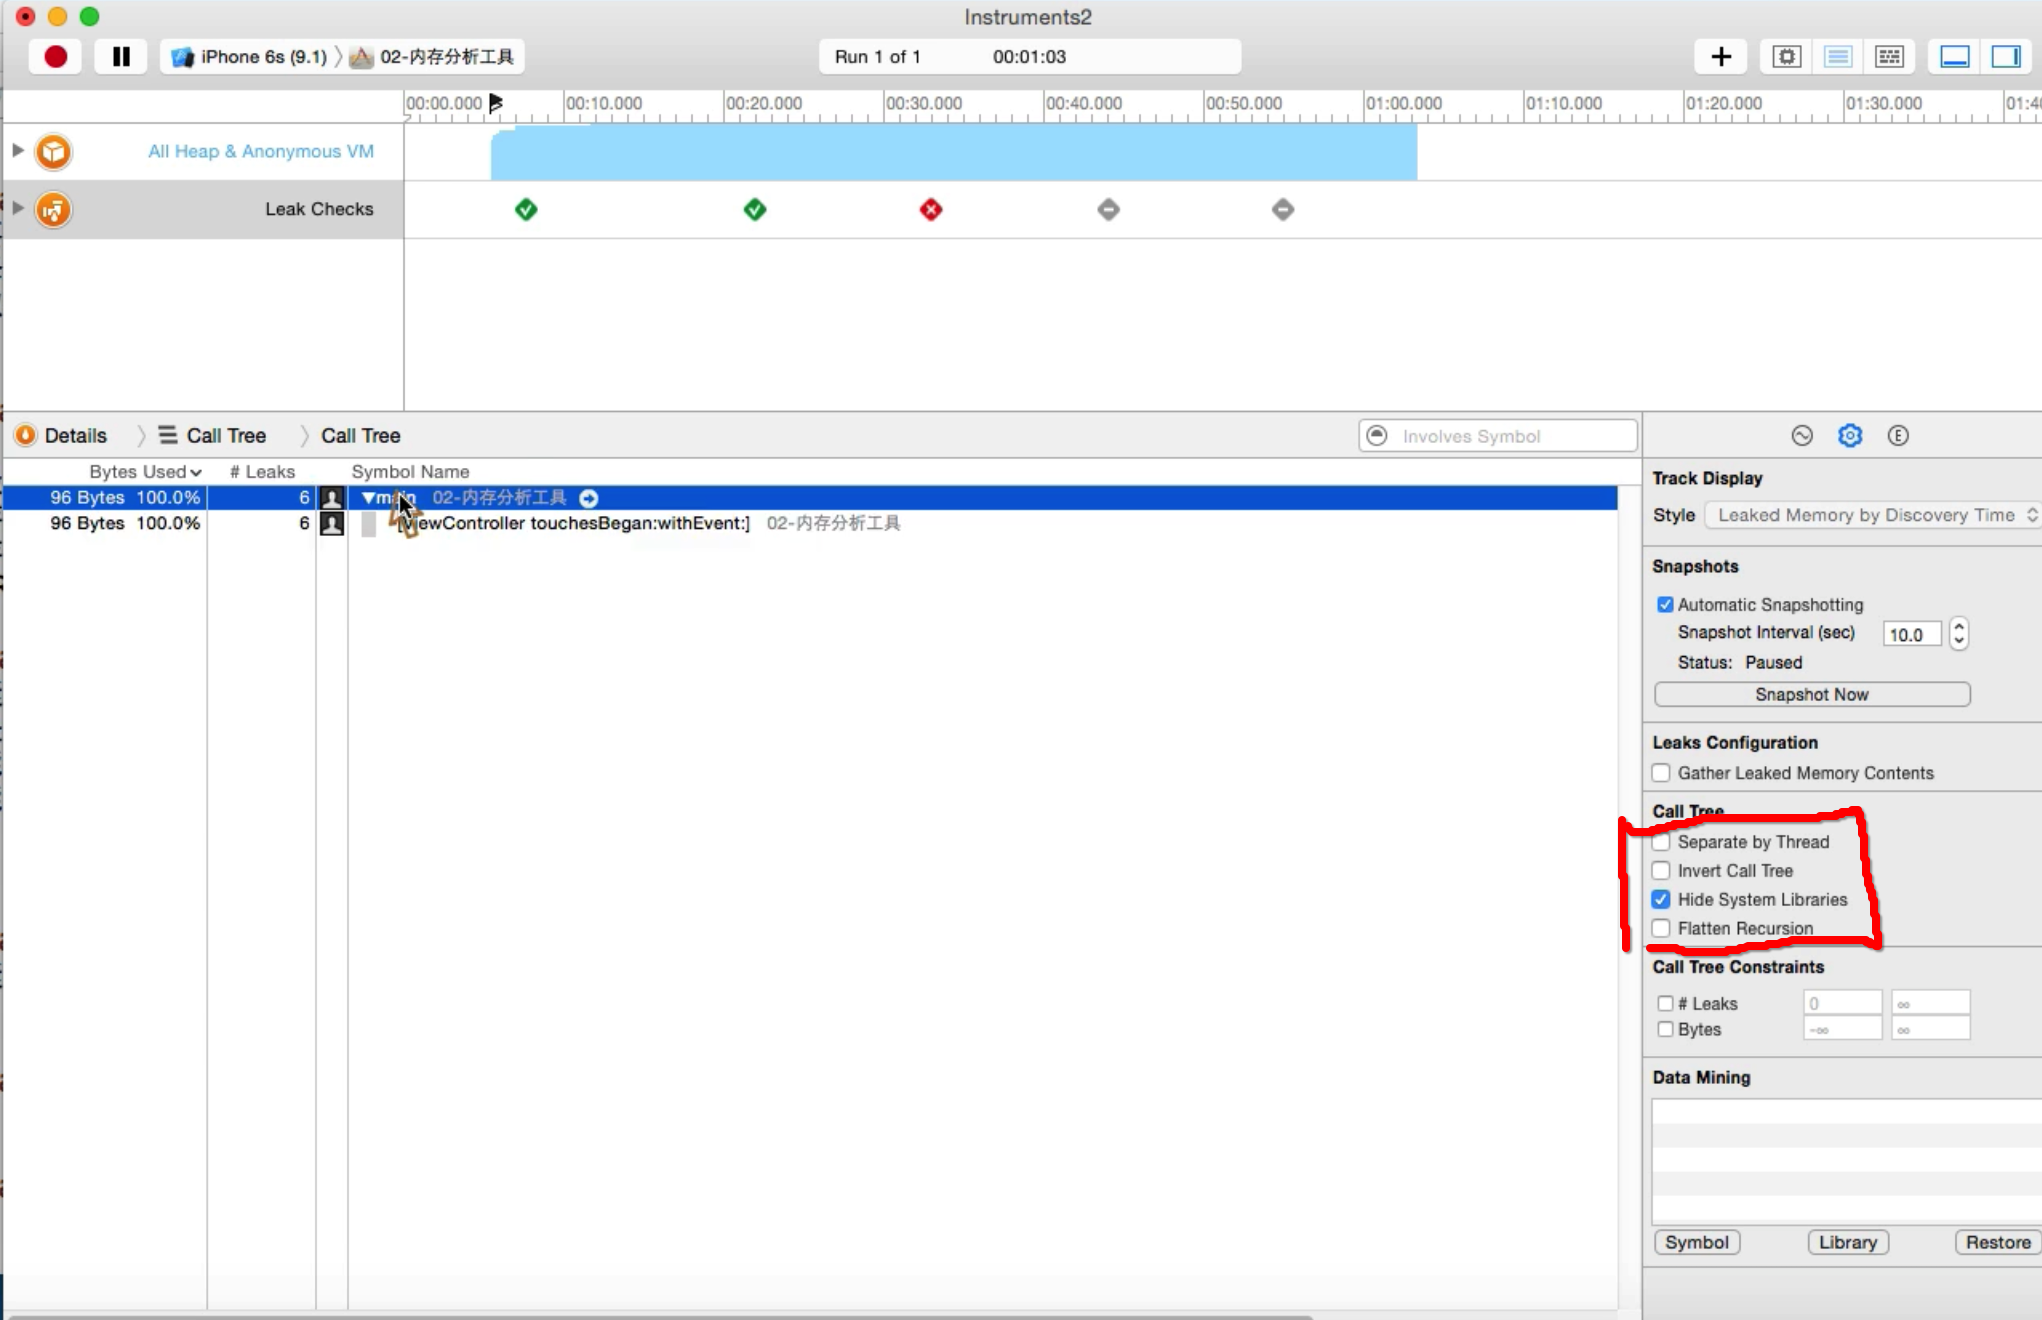 Instruments2
iPhone 6s (9.1) 02-内存分析工具
Run 1 of 1 00:01:03
00:00.000 00:10.000 00:20.000 00:30.000 00:40.000 00:50.000 01:00.000 01:10.000 01:20.000 01:30.000
All Heap & Anonymous VM
Leak Checks
Details Call Tree Call Tree
Involves Symbol
Bytes Used # Leaks Symbol Name
96 Bytes 100.0% 6 02-内存分析工具
96 Bytes 100.0% 6 touchesBegan:withEvent:] 02-内存分析工具
Track Display
Style Leaked Memory by Discovery Time
Snapshots
Automatic Snapshotting
Snapshot Interval (sec) 10.0
Status: Paused
Snapshot Now
Leaks Configuration
Gather Leaked Memory Contents
Call Tree
Separate by Thread
Invert Call Tree
Hide System Libraries
Flatten Recursion
Call Tree Constraints
# Leaks 0 ∞
Bytes -∞ ∞
Data Mining
Symbol Library Restore